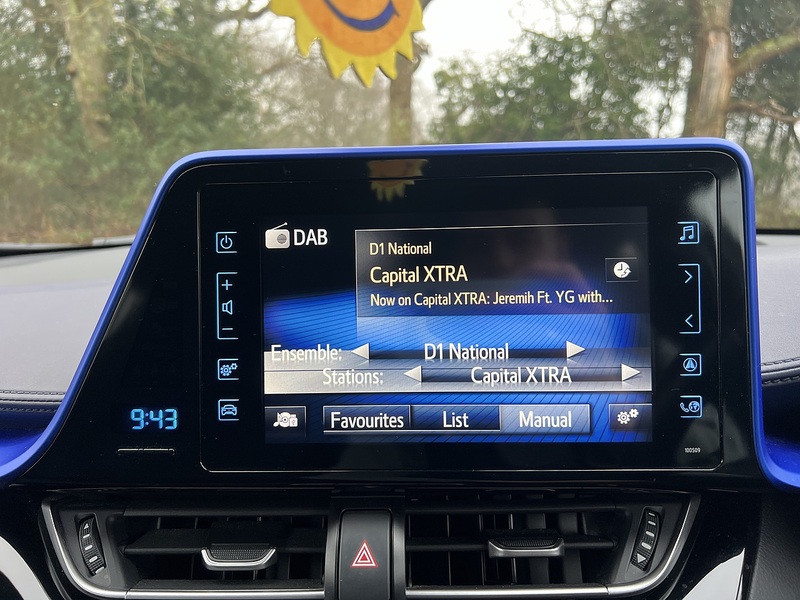 DAB
D1 National
Capital XTRA
Now on Capital XTRA: Jeremih Ft. YG with...
Ensemble: D1 National
Stations: Capital XTRA
9:43
Favourites List Manual
100509